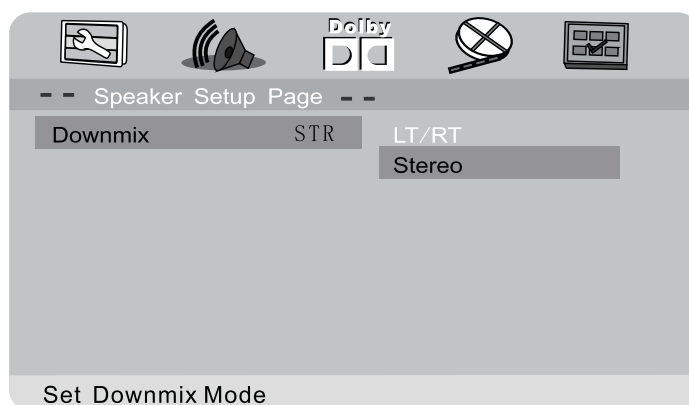 Dolby
-- Speaker Setup Page --
Downmix STR LT/RT
Stereo
Set Downmix Mode